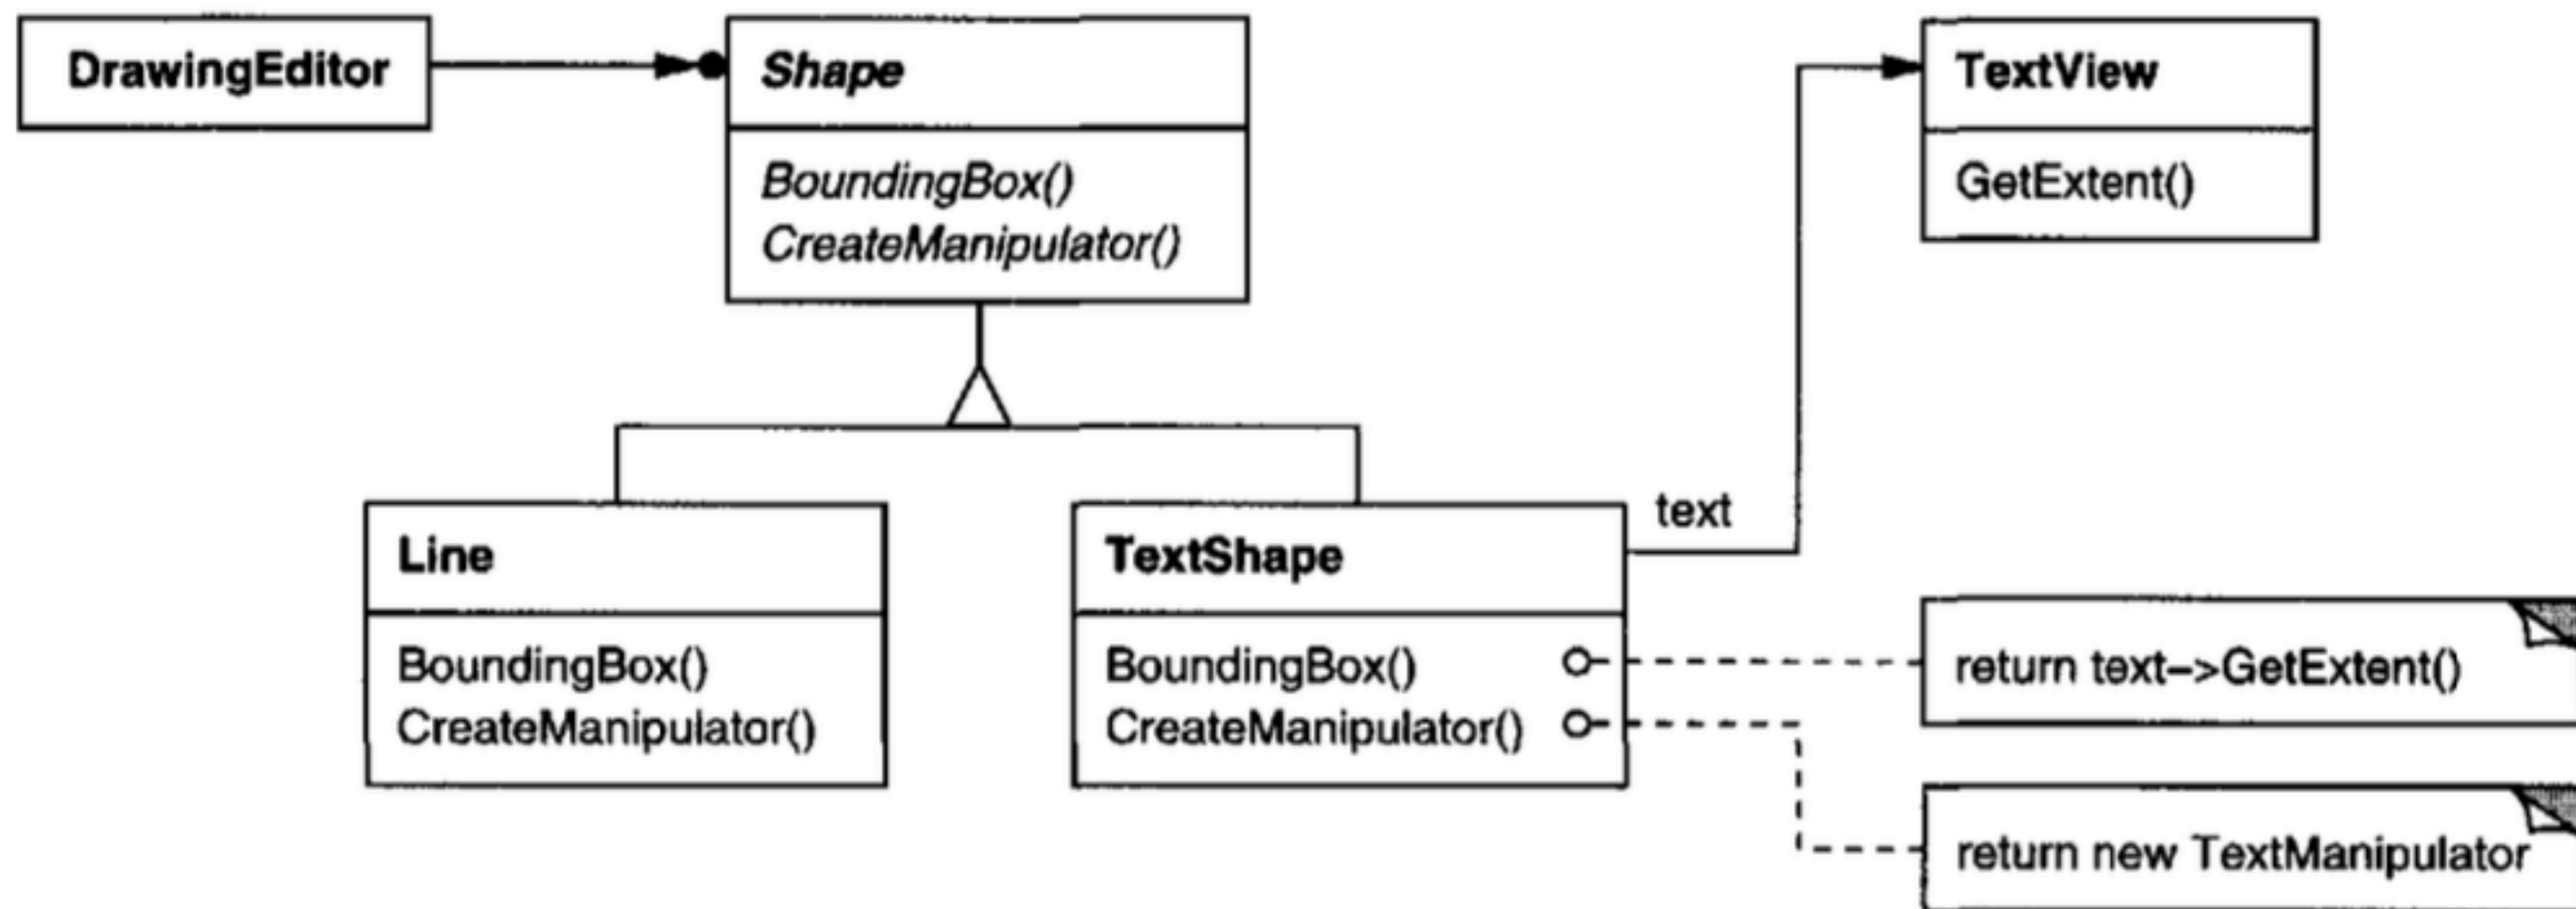 DrawingEditor
Shape
BoundingBox()
CreateManipulator()
TextView
GetExtent()
Line
BoundingBox()
CreateManipulator()
TextShape
BoundingBox()
CreateManipulator()
text
return text–>GetExtent()
return new TextManipulator